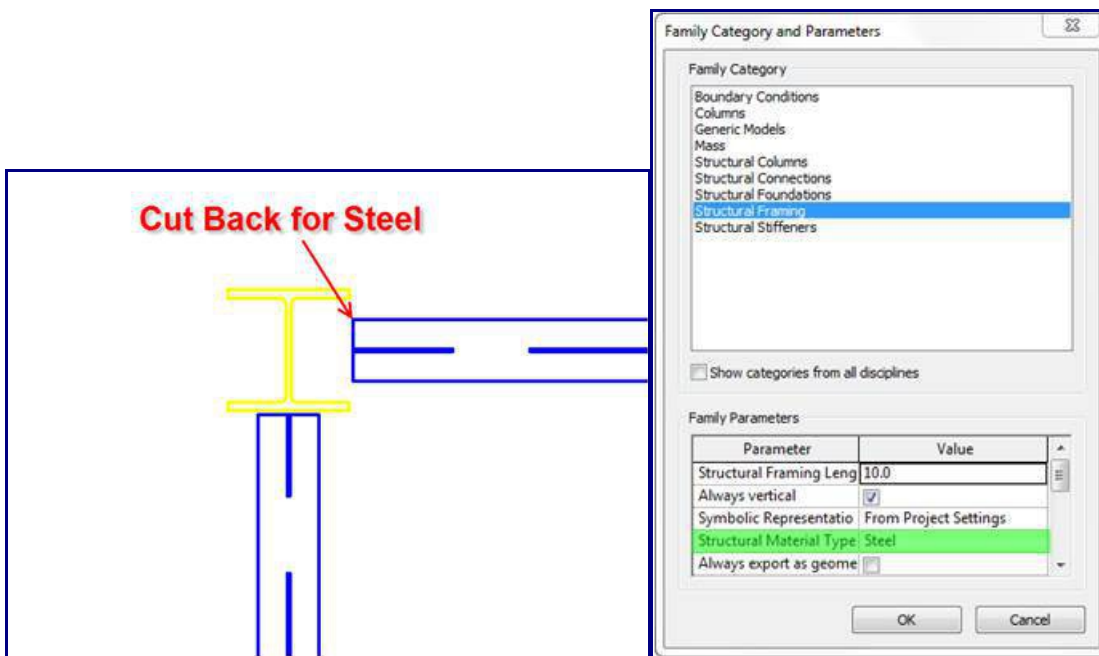 Cut Back for Steel
Family Category and Parameters
Family Category
Boundary Conditions
Columns
Generic Models
Mass
Structural Columns
Structural Connections
Structural Foundations
Structural Framing
Structural Stiffeners
Show categories from all disciplines
Family Parameters
Parameter Value
Structural Framing Leng 10.0
Always vertical
Symbolic Representatio From Project Settings
Structural Material Type Steel
Always export as geome
OK Cancel